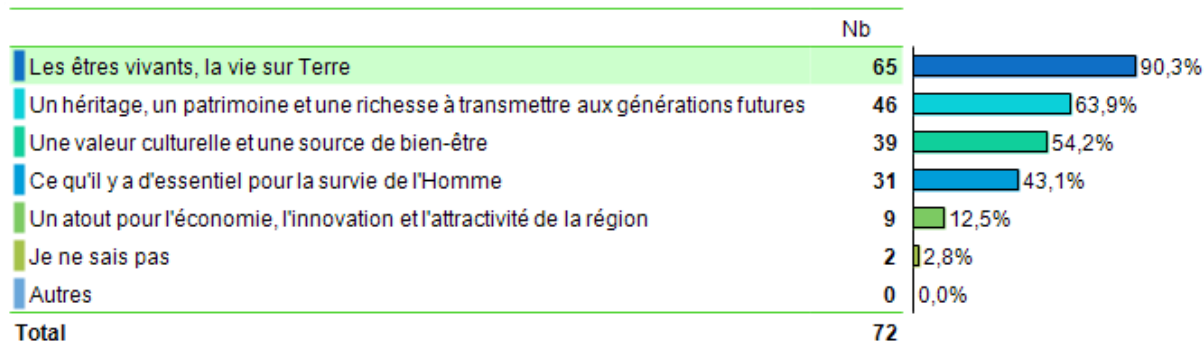 Nb
Les êtres vivants, la vie sur Terre 65 90,3%
Un héritage, un patrimoine et une richesse à transmettre aux générations futures 46 63,9%
Une valeur culturelle et une source de bien-être 39 54,2%
Ce qu'il y a d'essentiel pour la survie de l'Homme 31 43,1%
Un atout pour l'économie, l'innovation et l'attractivité de la région 9 12,5%
Je ne sais pas 2 2,8%
Autres 0 0,0%
Total 72